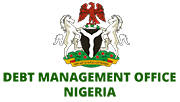 DEBT MANAGEMENT OFFICE
NIGERIA